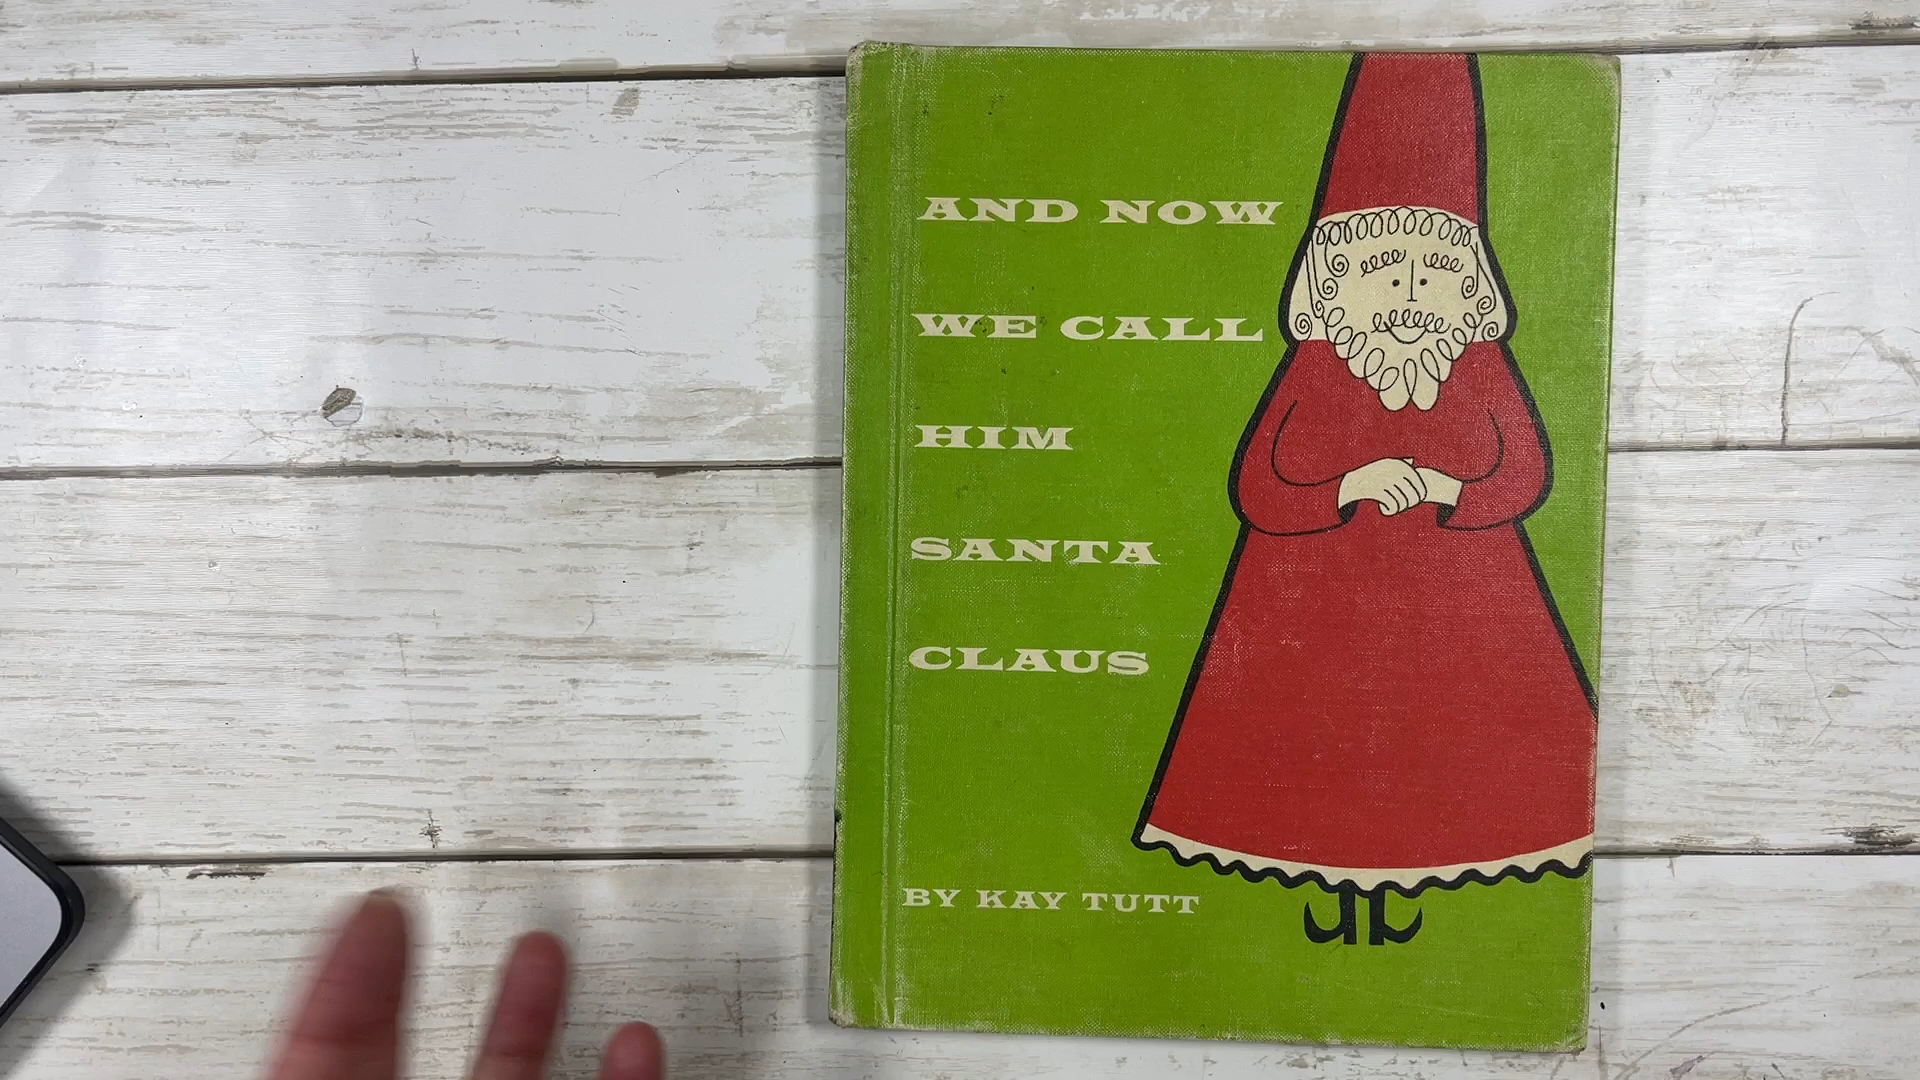 AND NOW
WE CALL
HIM
SANTA
CLAUS
BY KAY TUTT